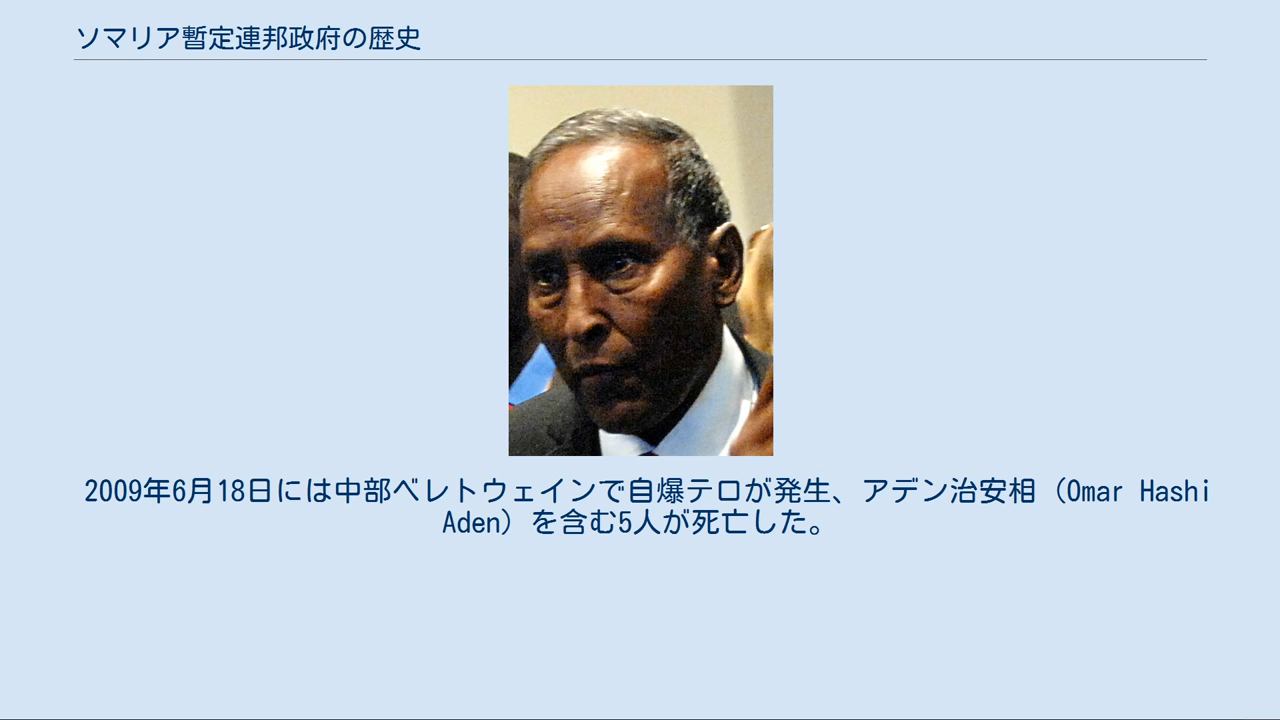 ソマリア暫定連邦政府の歴史
2009年6月18日には中部ベレトウェインで自爆テロが発生、アデン治安相（Omar Hashi
Aden）を含む5人が死亡した。